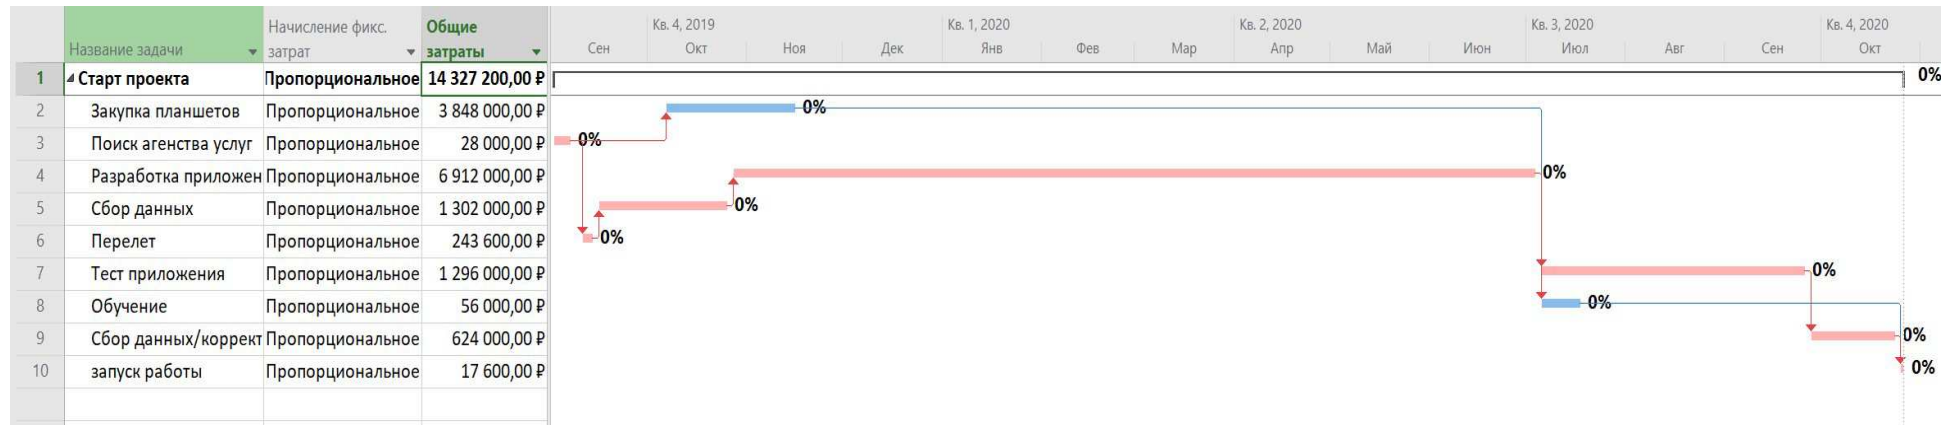 Кв. 4, 2019 Кв. 1, 2020 Кв. 2, 2020 Кв. 3, 2020 Кв. 4, 2020
Название задачи Начисление фикс. затрат Общие затраты Сен Окт Ноя Дек Янв Фев Мар Апр Май Июн Июл Авг Сен Окт
1 Старт проекта Пропорциональное 14 327 200,00 ₽ 0%
2 Закупка планшетов Пропорциональное 3 848 000,00 ₽ 0%
3 Поиск агенства услуг Пропорциональное 28 000,00 ₽ 0%
4 Разработка приложен Пропорциональное 6 912 000,00 ₽ 0%
5 Сбор данных Пропорциональное 1 302 000,00 ₽ 0%
6 Перелет Пропорциональное 243 600,00 ₽ 0%
7 Тест приложения Пропорциональное 1 296 000,00 ₽ 0%
8 Обучение Пропорциональное 56 000,00 ₽ 0%
9 Сбор данных/коррект Пропорциональное 624 000,00 ₽ 0%
10 запуск работы Пропорциональное 17 600,00 ₽ 0%